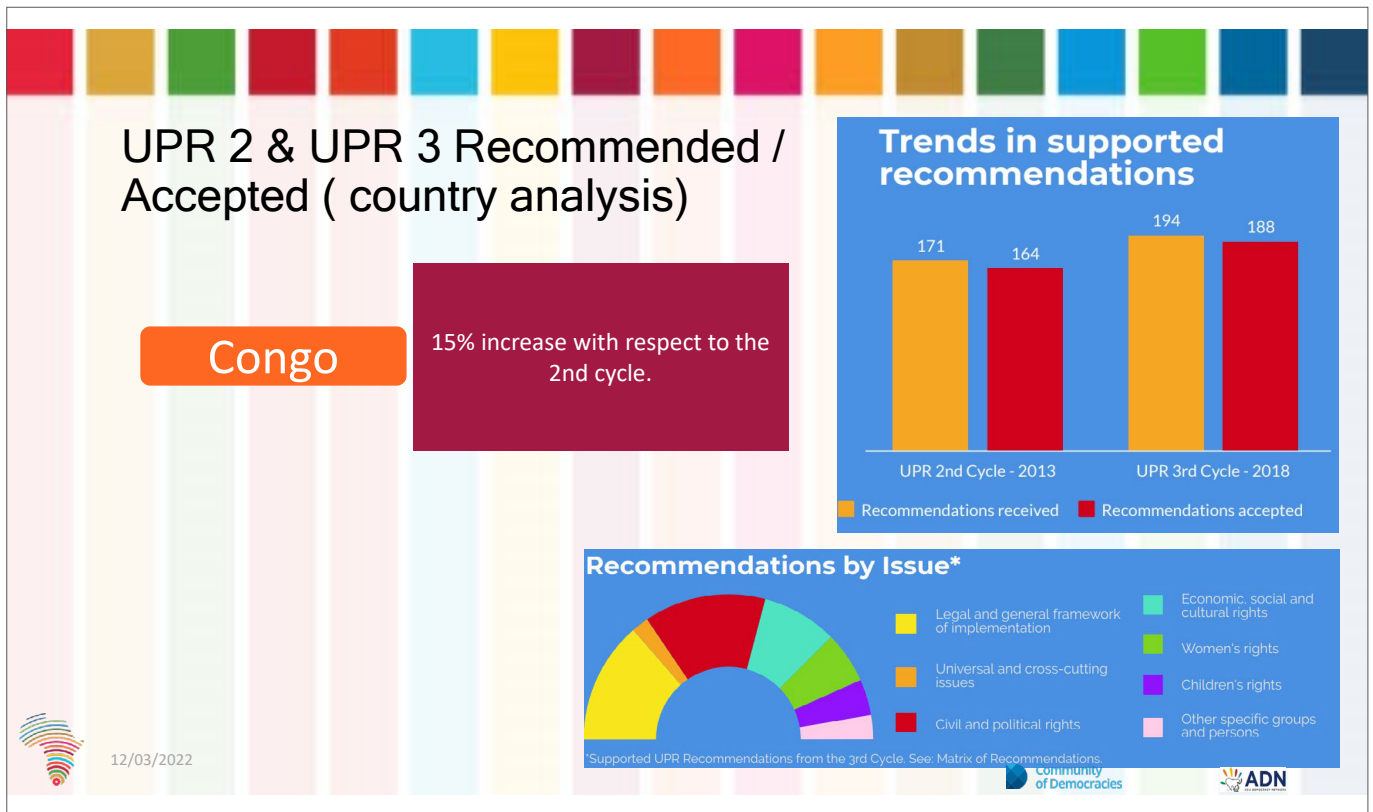 UPR 2 & UPR 3 Recommended /
Accepted ( country analysis)
Congo
15% increase with respect to the
2nd cycle.
Trends in supported
recommendations
171
164
194
188
UPR 2nd Cycle - 2013
UPR 3rd Cycle - 2018
Recommendations received
Recommendations accepted
Recommendations by Issue*
Legal and general framework
of implementation
Universal and cross-cutting
issues
Civil and political rights
Economic, social and
cultural rights
Women's rights
Children's rights
Other specific groups
and persons
*Supported UPR Recommendations from the 3rd Cycle. See: Matrix of Recommendations.
12/03/2022
Community
of Democracies
ADN